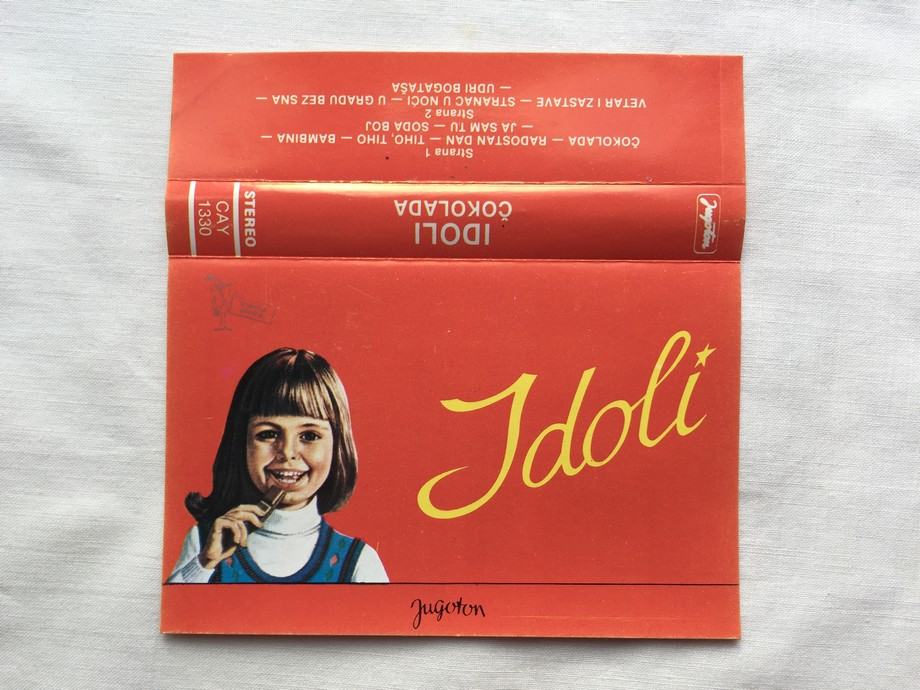 Strana 1
ČOKOLADA — RADOSTAN DAN — TIHO, TIHO — BAMBINA —
— JA SAM TU — SODA BOJ
Strana 2
VETAR I ZASTAVE — STRANAC U NOĆI — U GRADU BEZ SNA —
— UDRI BOGATAŠA
Jugoton
IDOLI
ČOKOLADA
STEREO
CAY
1330
Idoli
Jugoton